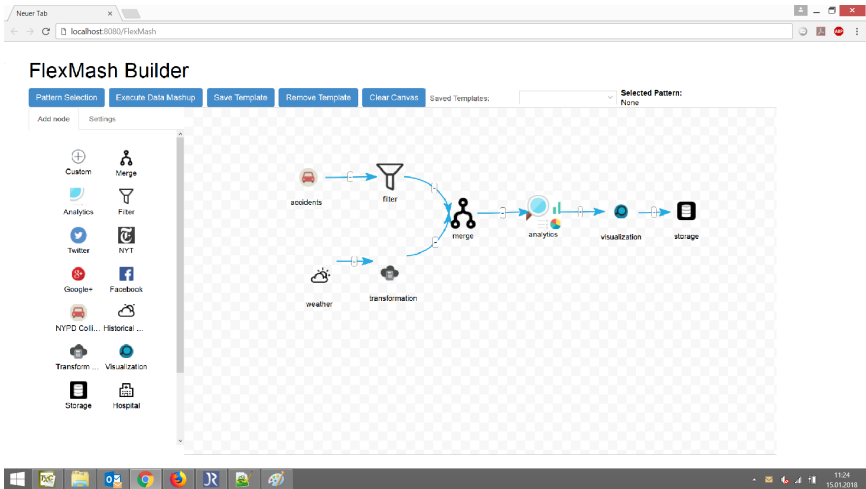 Neuer Tab
localhost:8080/FlexMash
FlexMash Builder
Pattern Selection
Execute Data Mashup
Save Template
Remove Template
Clear Canvas
Saved Templates:
Selected Pattern:
None
Add node
Settings
Custom
Merge
Analytics
Filter
Twitter
NYT
Google+
Facebook
NYPD Colli...
Historical ...
Transform ...
Visualization
Storage
Hospital
accidents
filter
merge
analytics
visualization
storage
weather
transformation
11:24
15.01.2018